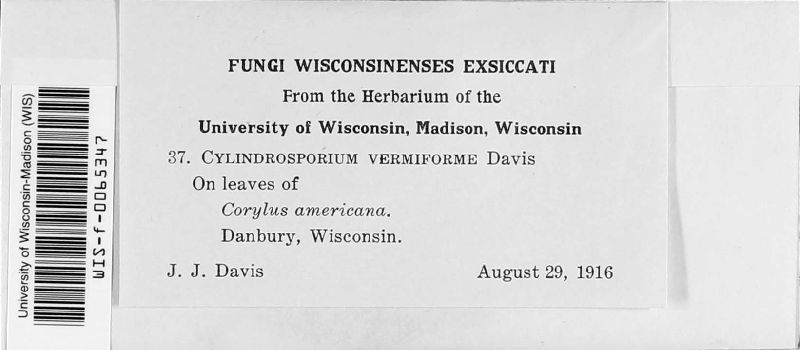 FUNGI WISCONSINENSES EXSICCATI
From the Herbarium of the
University of Wisconsin, Madison, Wisconsin
37. CYLINDROSPORIUM VERMIFORME Davis
On leaves of
Corylus americana.
Danbury, Wisconsin.
J. J. Davis August 29, 1916
University of Wisconsin-Madison (WIS)
WIS-f-0065347